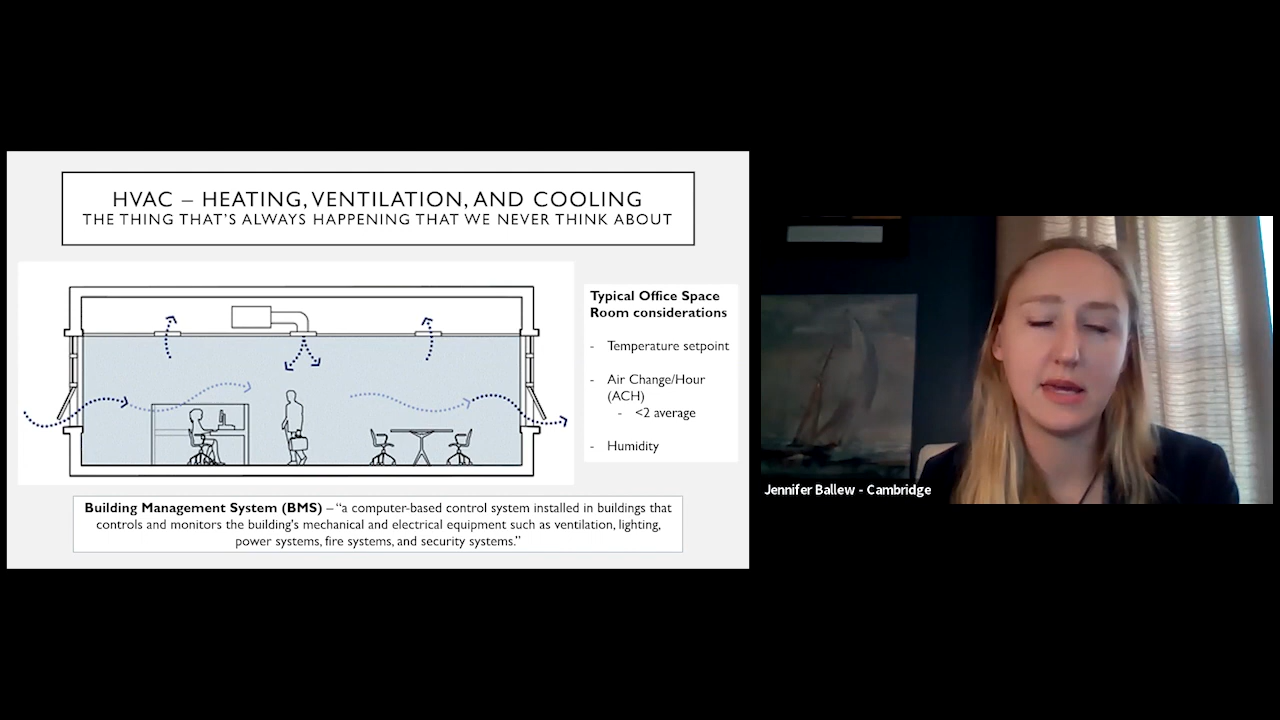 HVAC – HEATING, VENTILATION, AND COOLING
THE THING THAT'S ALWAYS HAPPENING THAT WE NEVER THINK ABOUT
Typical Office Space
Room considerations
- Temperature setpoint
- Air Change/Hour
(ACH)
- <2 average
- Humidity
Building Management System (BMS) – “a computer-based control system installed in buildings that
controls and monitors the building's mechanical and electrical equipment such as ventilation, lighting,
power systems, fire systems, and security systems.”
Jennifer Ballew - Cambridge